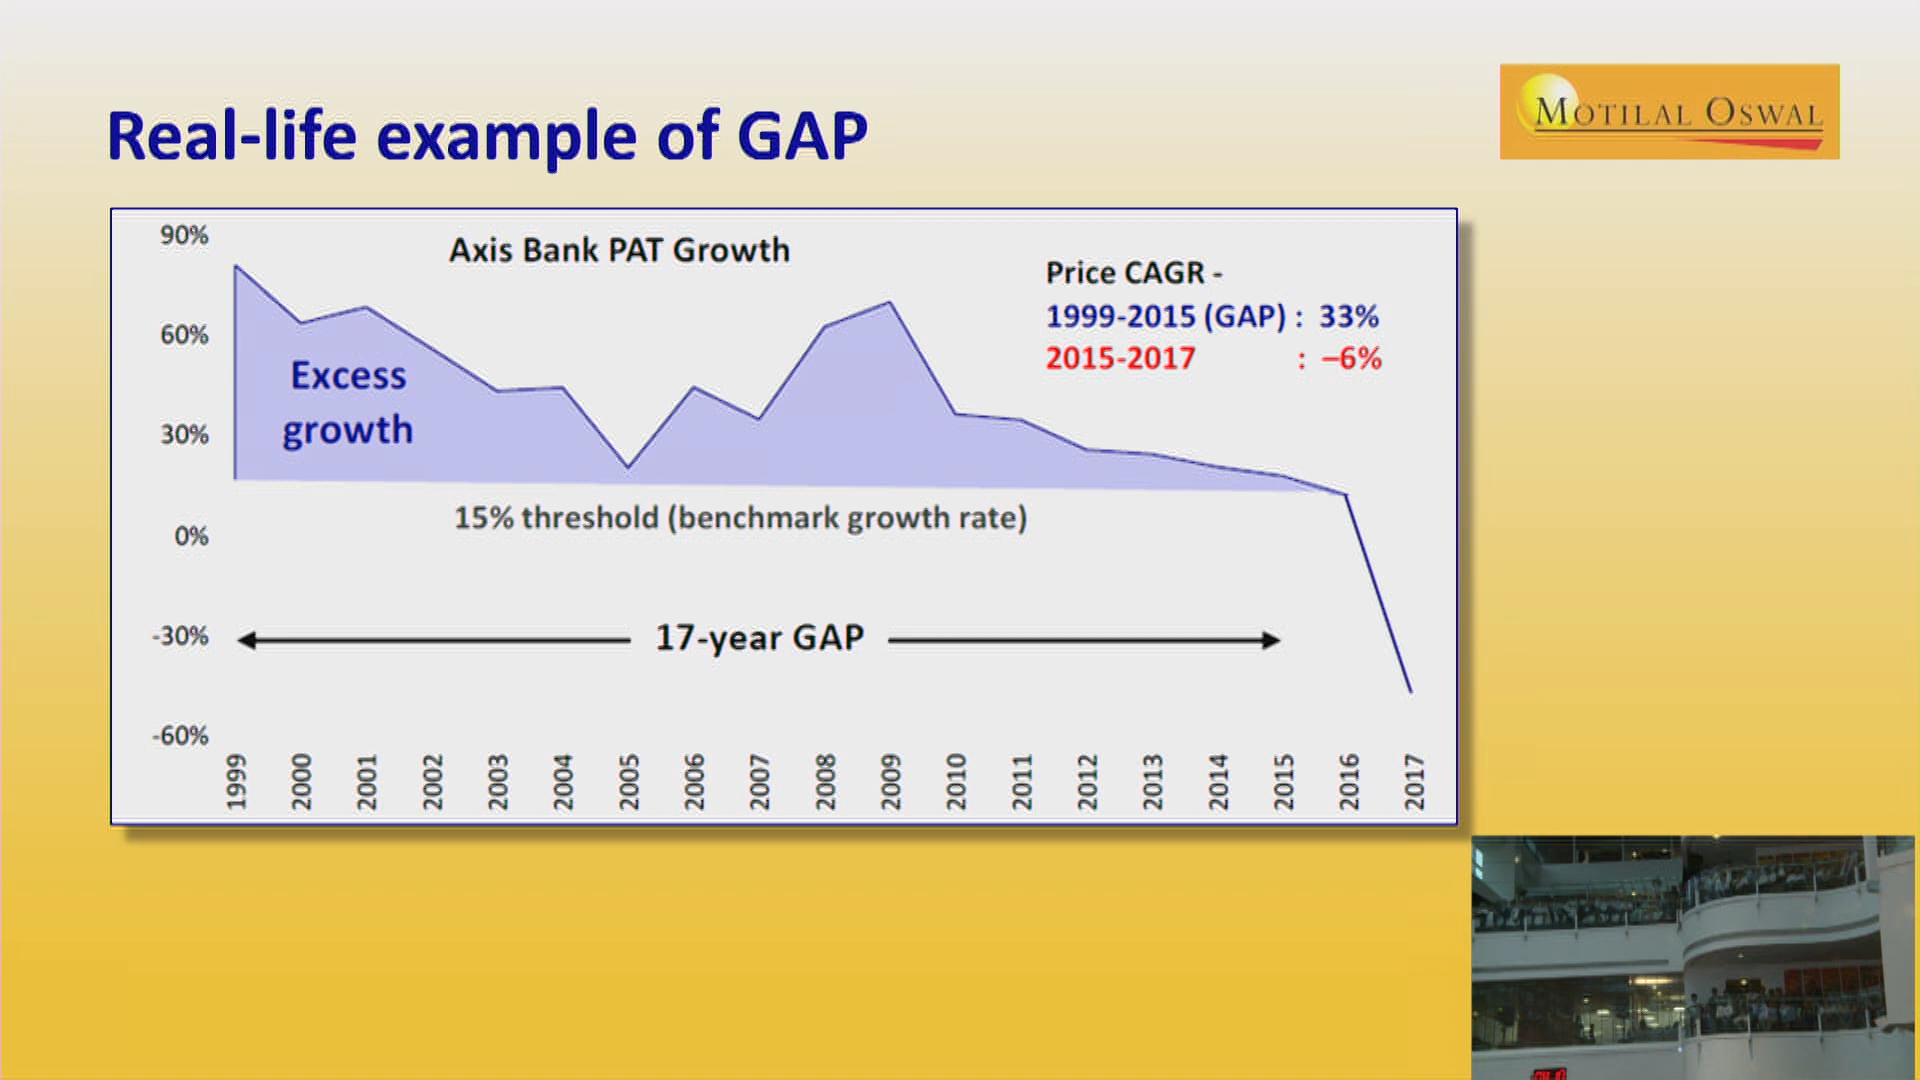 Real-life example of GAP
MOTILAL OSWAL
Axis Bank PAT Growth
Price CAGR -
1999-2015 (GAP) : 33%
2015-2017 : –6%
90%
60%
30%
0%
-30%
-60%
Excess
growth
15% threshold (benchmark growth rate)
17-year GAP
1999
2000
2001
2002
2003
2004
2005
2006
2007
2008
2009
2010
2011
2012
2013
2014
2015
2016
2017